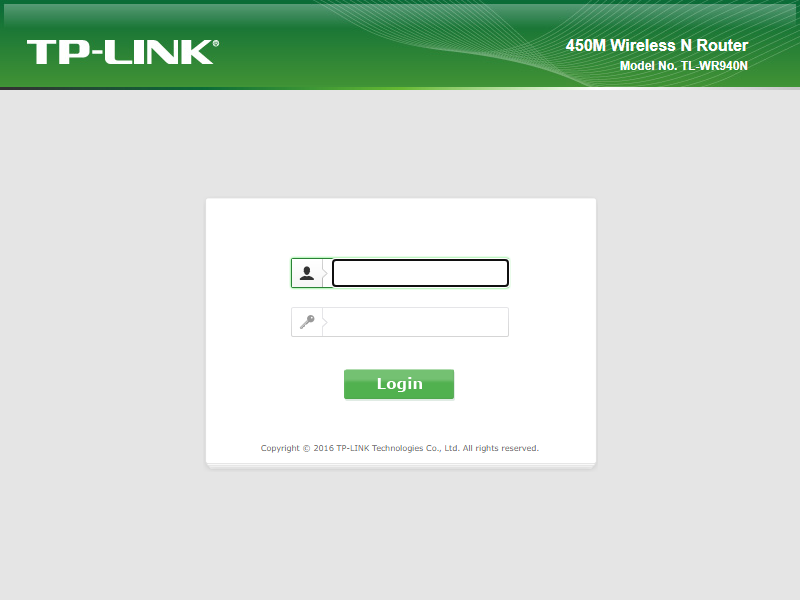 TP-LINK®
450M Wireless N Router
Model No. TL-WR940N
Login
Copyright © 2016 TP-LINK Technologies Co., Ltd. All rights reserved.